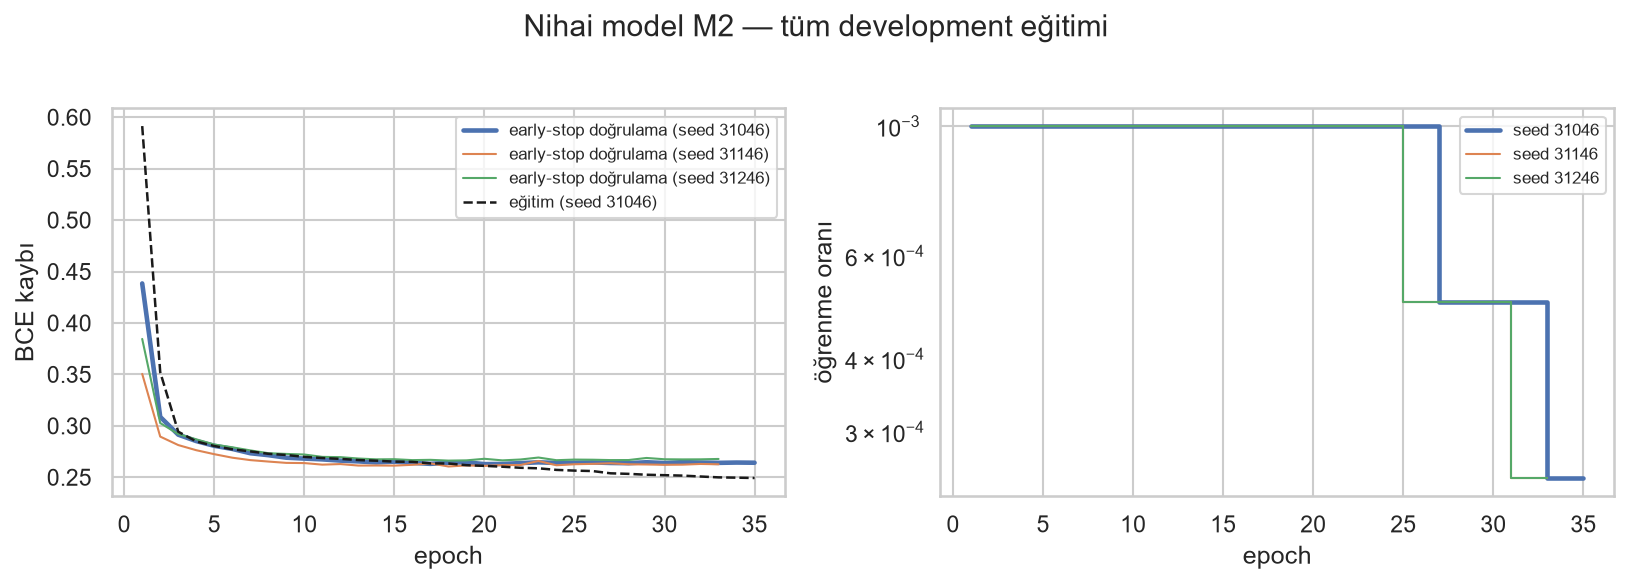 Nihai model M2 — tüm development eğitimi
BCE kaybı
0.60
0.55
0.50
0.45
0.40
0.35
0.30
0.25
0 5 10 15 20 25 30 35
epoch
early-stop doğrulama (seed 31046)
early-stop doğrulama (seed 31146)
early-stop doğrulama (seed 31246)
eğitim (seed 31046)
öğrenme oranı
10⁻³
6 × 10⁻⁴
4 × 10⁻⁴
3 × 10⁻⁴
0 5 10 15 20 25 30 35
epoch
seed 31046
seed 31146
seed 31246